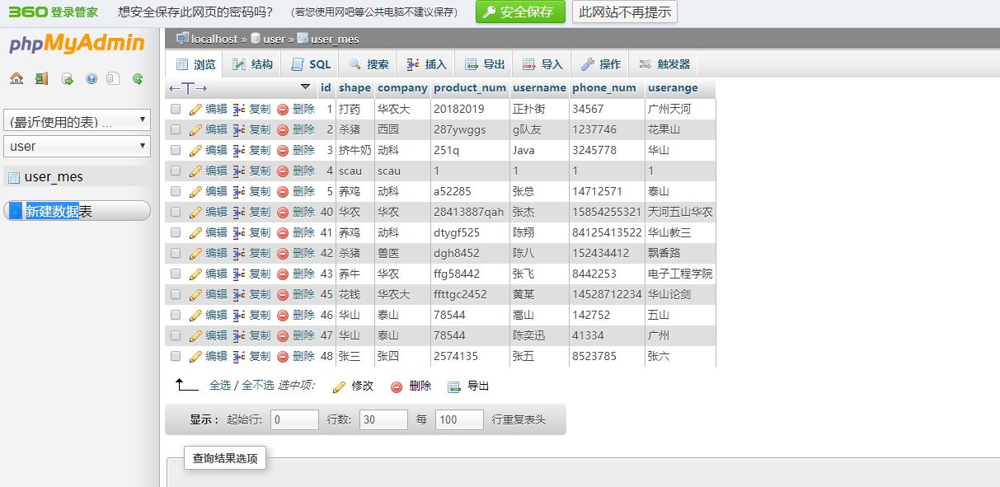 360 登录管家 想安全保存此网页的密码吗? (若您使用网吧等公共电脑不建议保存) 安全保存 此网站不再提示
phpMyAdmin
(最近使用的表) ...
user
user_mes
新建数据表
localhost » user » user_mes
浏览 结构 SQL 搜索 插入 导出 导入 操作 触发器
←T→ id shape company product_num username phone_num userange
编辑 复制 删除 1 打药 华农大 20182019 正扑街 34567 广州天河
编辑 复制 删除 2 杀猪 西园 287ywggs g队友 1237746 花果山
编辑 复制 删除 3 挤牛奶 动科 251q Java 3245778 华山
编辑 复制 删除 4 scau scau 1 1 1 1
编辑 复制 删除 5 养鸡 动科 a52285 张总 14712571 泰山
编辑 复制 删除 40 华农 华农 28413887qah 张杰 15854255321 天河五山华农
编辑 复制 删除 41 养鸡 动科 dtygf525 陈翔 84125413522 华山教三
编辑 复制 删除 42 杀猪 兽医 dgh8452 陈八 152434412 飘香路
编辑 复制 删除 43 养牛 华农 ffg58442 张飞 8442253 电子工程学院
编辑 复制 删除 45 花钱 华农大 ffttgc2452 黄某 14528712234 华山论剑
编辑 复制 删除 46 华山 泰山 78544 嵩山 142752 五山
编辑 复制 删除 47 华山 泰山 78544 陈奕迅 41334 广州
编辑 复制 删除 48 张三 张四 2574135 张五 8523785 张六
全选 / 全不选 选中项: 修改 删除 导出
显示 : 起始行: 0 行数: 30 每 100 行重复表头
查询结果选项